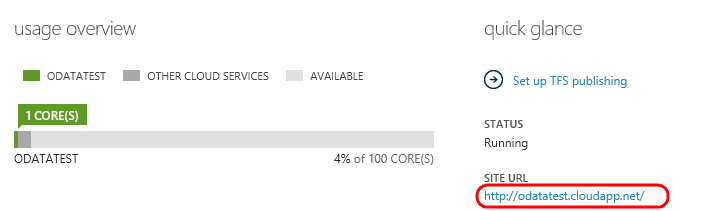 usage overview
ODATATEST OTHER CLOUD SERVICES AVAILABLE
1 CORE(S)
ODATATEST 4% of 100 CORE(S)
quick glance
Set up TFS publishing
STATUS
Running
SITE URL
http://odatatest.cloudapp.net/